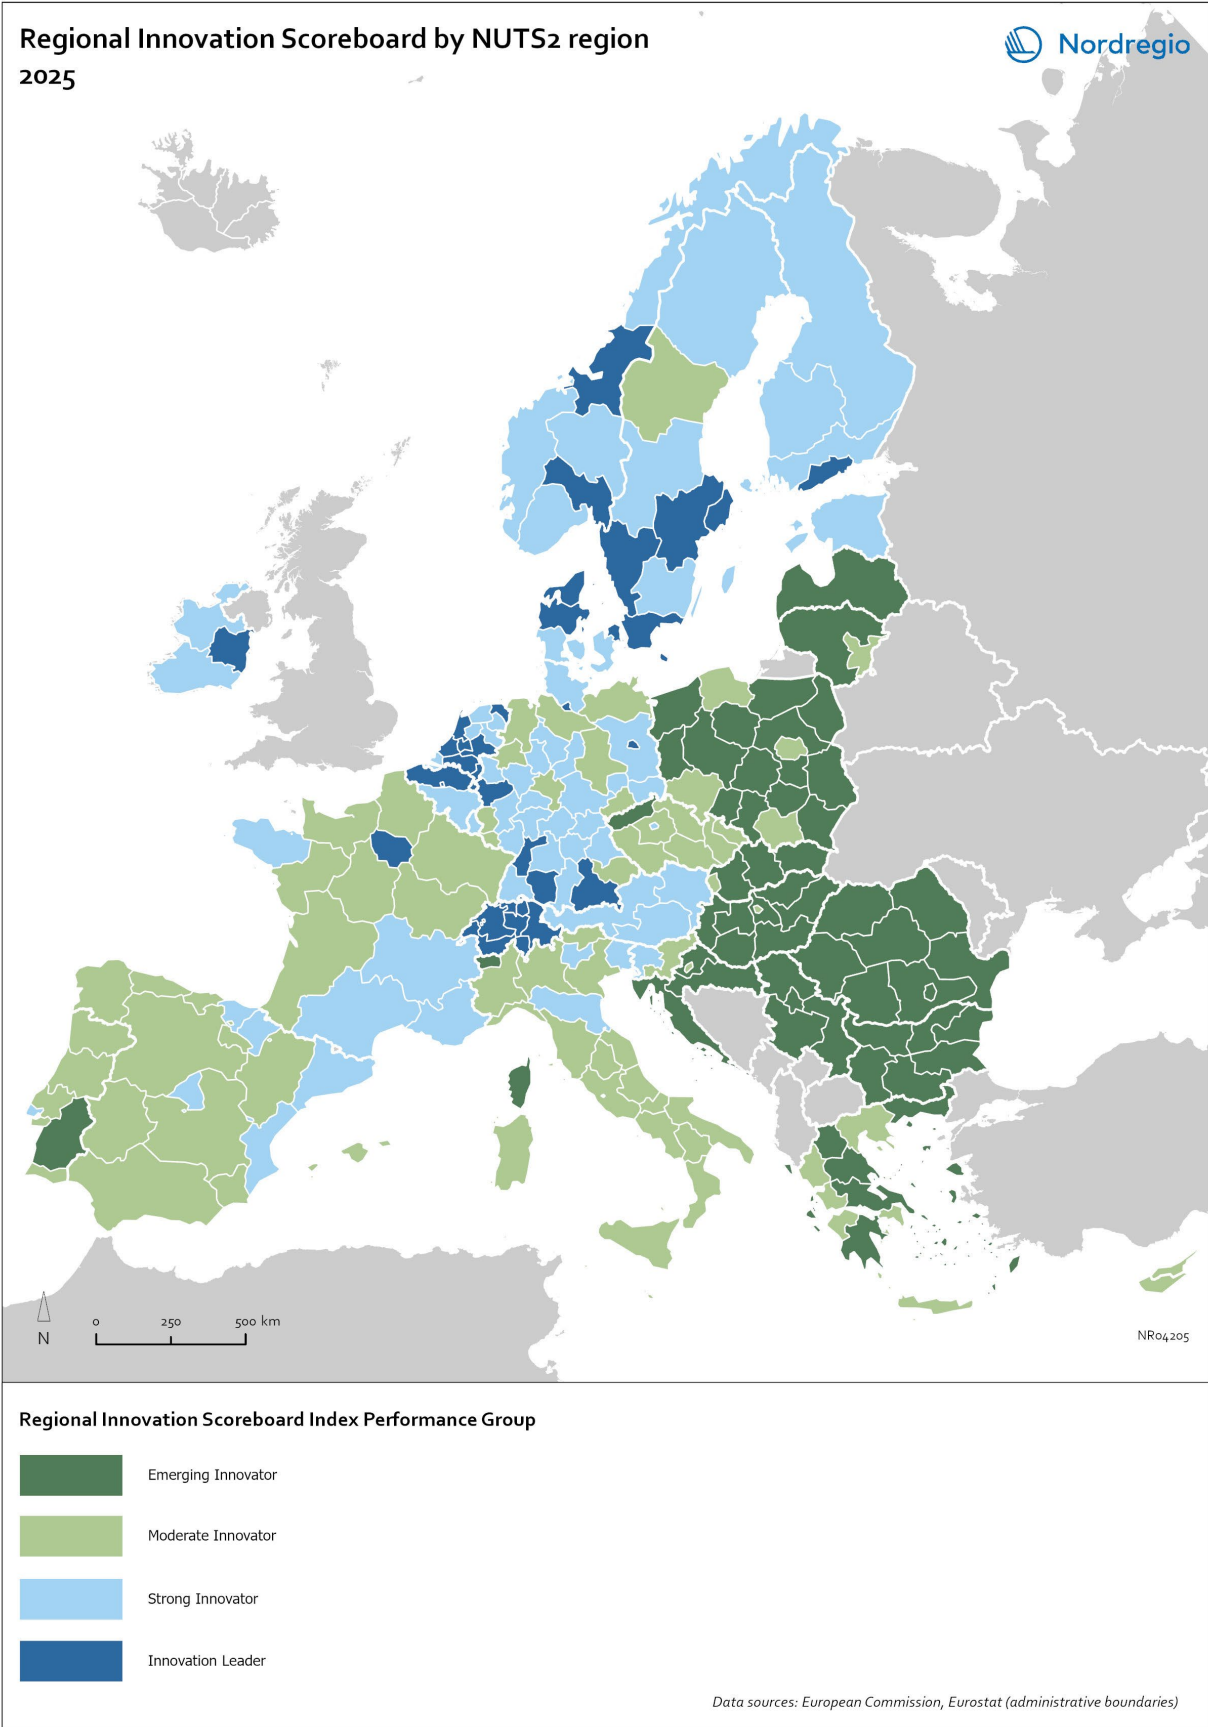 Regional Innovation Scoreboard by NUTS2 region
2025
Nordregio
N
0 250 500 km
NR04205
Regional Innovation Scoreboard Index Performance Group
Emerging Innovator
Moderate Innovator
Strong Innovator
Innovation Leader
Data sources: European Commission, Eurostat (administrative boundaries)